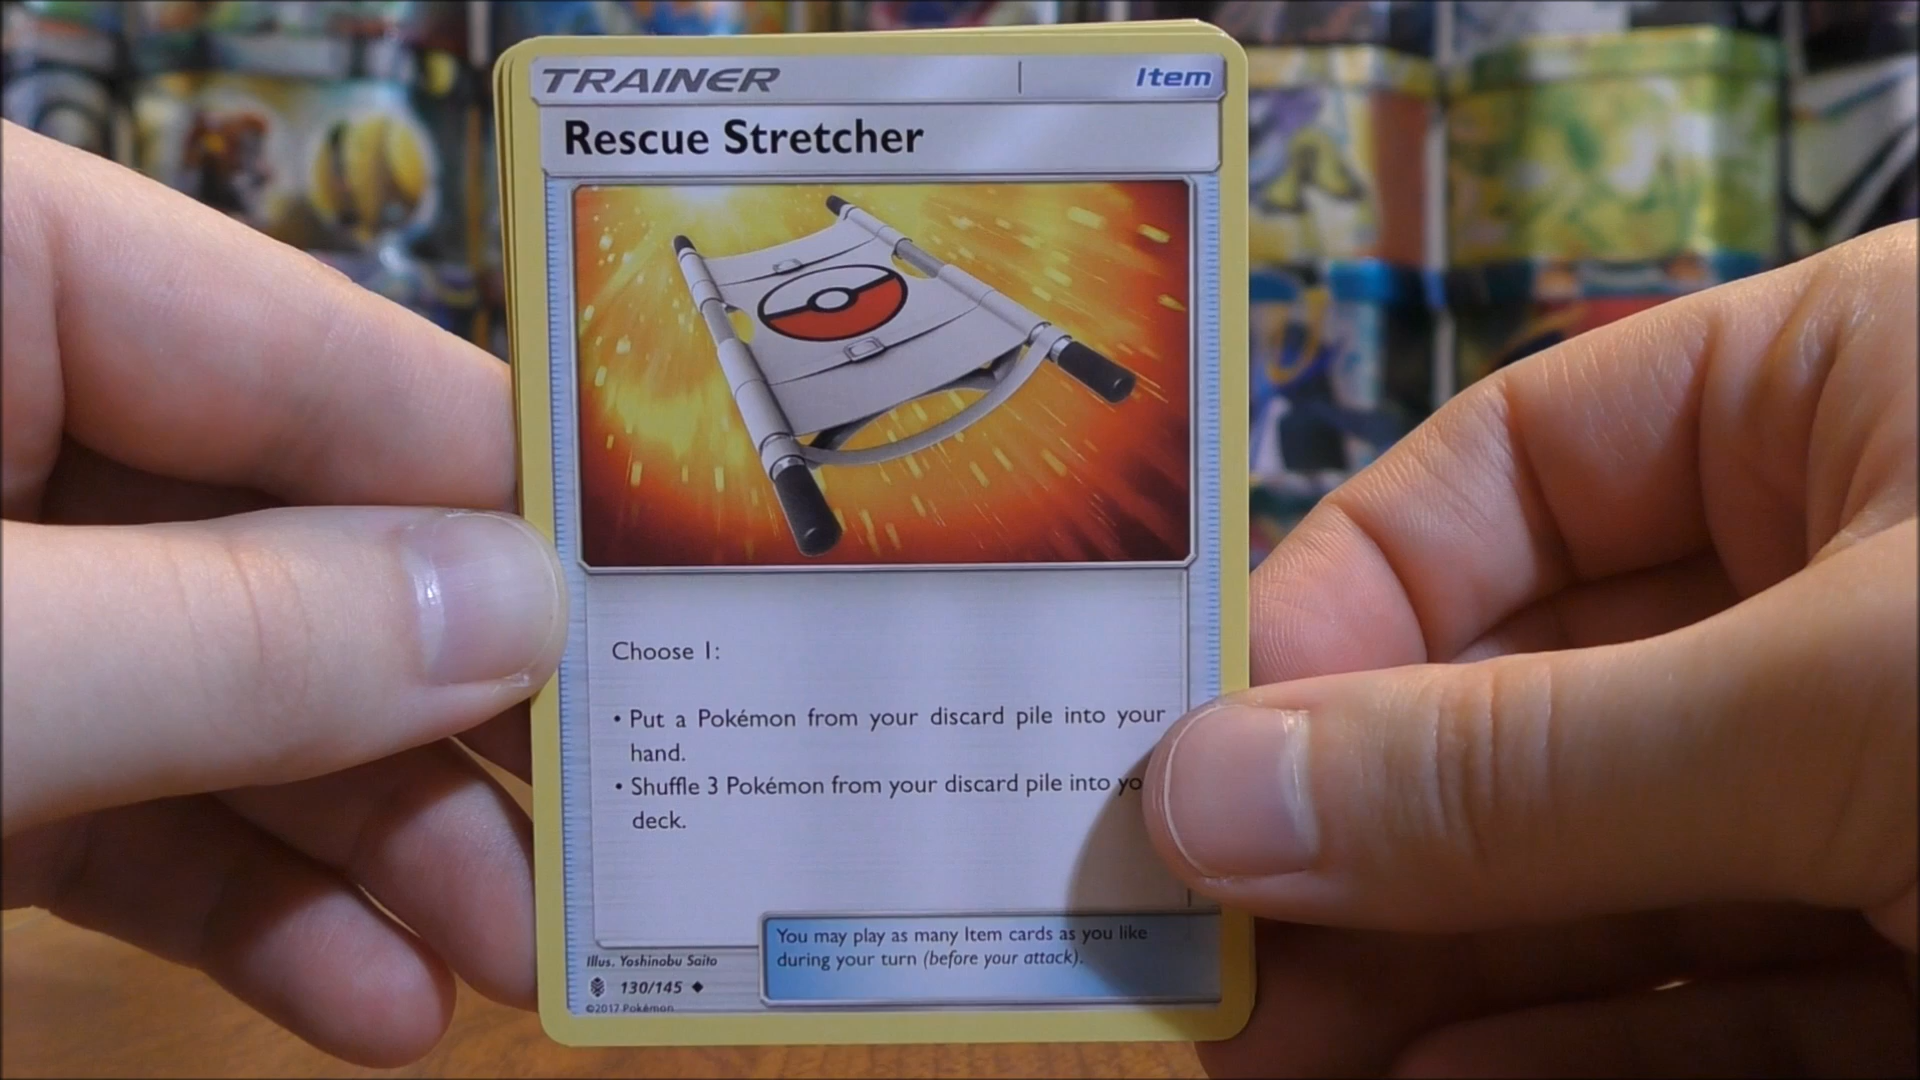 TRAINER Item
Rescue Stretcher
Choose 1:
• Put a Pokémon from your discard pile into your
hand.
• Shuffle 3 Pokémon from your discard pile into yo
deck.
You may play as many Item cards as you like
during your turn (before your attack).
Illus. Yoshinobu Saito
130/145
©2017 Pokémon